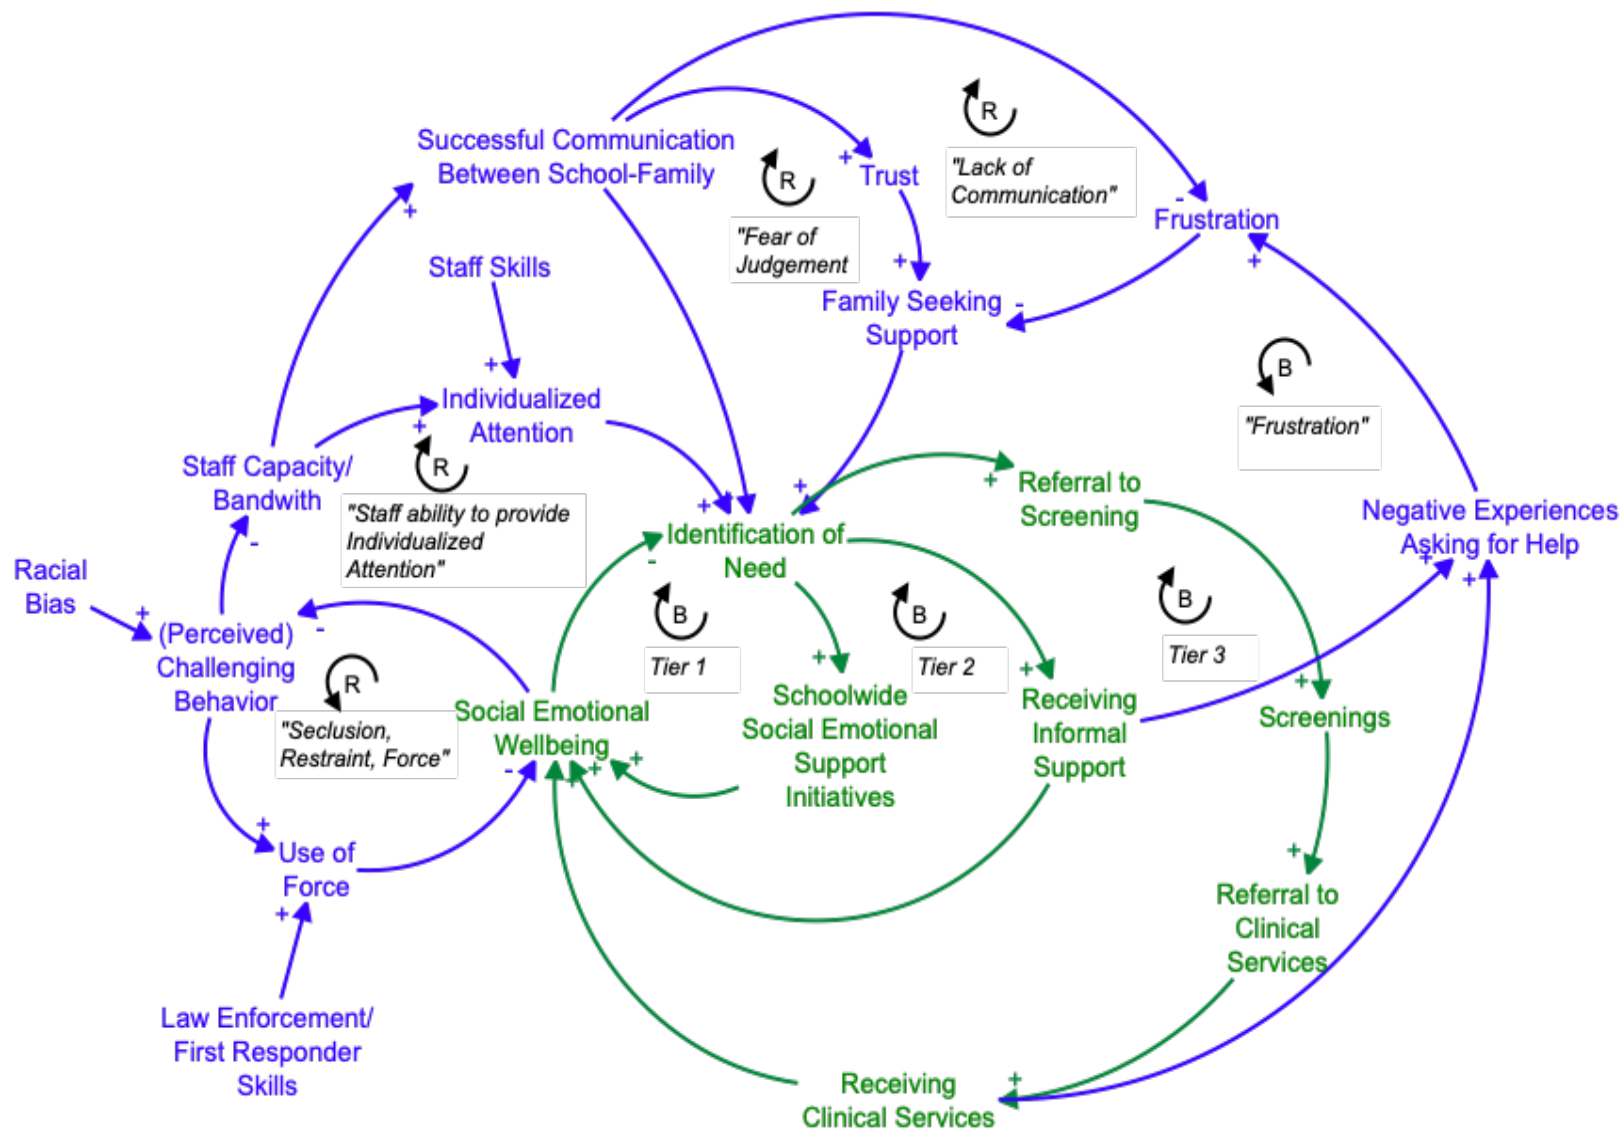 Successful Communication
Between School-Family
R
"Lack of
Communication"
R
+
Trust
"Fear of
Judgement
-
Frustration
+
+
Staff Skills
+
Family Seeking
Support
-
+
B
"Frustration"
Individualized
Attention
+
R
Staff Capacity/
Bandwith
"Staff ability to provide
Individualized
Attention"
-
+
+
+
Identification of
Need
-
+
Referral to
Screening
Negative Experiences
Asking for Help
+
+
Racial
Bias
+
(Perceived)
Challenging
Behavior
-
R
"Seclusion,
Restraint, Force"
B
Tier 1
B
Tier 2
B
Tier 3
+
Schoolwide
Social Emotional
Support
Initiatives
+
Receiving
Informal
Support
+
Screenings
Social Emotional
Wellbeing
-
+
+
+
+
Use of
Force
+
+
Referral to
Clinical
Services
Law Enforcement/
First Responder
Skills
Receiving
Clinical Services
+